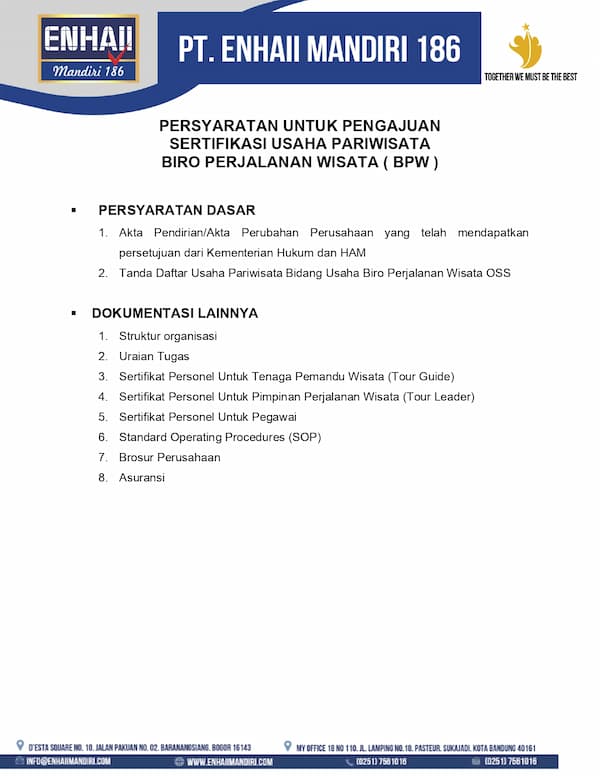 ENHAII
Mandiri 186
PT. ENHAII MANDIRI 186
TOGETHER WE MUST BE THE BEST
PERSYARATAN UNTUK PENGAJUAN
SERTIFIKASI USAHA PARIWISATA
BIRO PERJALANAN WISATA ( BPW )
▪ PERSYARATAN DASAR
1. Akta Pendirian/Akta Perubahan Perusahaan yang telah mendapatkan
persetujuan dari Kementerian Hukum dan HAM
2. Tanda Daftar Usaha Pariwisata Bidang Usaha Biro Perjalanan Wisata OSS
▪ DOKUMENTASI LAINNYA
1. Struktur organisasi
2. Uraian Tugas
3. Sertifikat Personel Untuk Tenaga Pemandu Wisata (Tour Guide)
4. Sertifikat Personel Untuk Pimpinan Perjalanan Wisata (Tour Leader)
5. Sertifikat Personel Untuk Pegawai
6. Standard Operating Procedures (SOP)
7. Brosur Perusahaan
8. Asuransi
D'ESTA SQUARE NO. 10. JALAN PAKUAN NO. 02. BARANANGSIANG. BOGOR 16143
MY OFFICE 18 NO 110. JL. LAMPING NO.18. PASTEUR. SUKAJADI. KOTA BANDUNG 40161
INFO@ENHAIIMANDIRI.COM
WWW.ENHAIIMANDIRI.COM
(0251) 7561016
(0251) 7561016